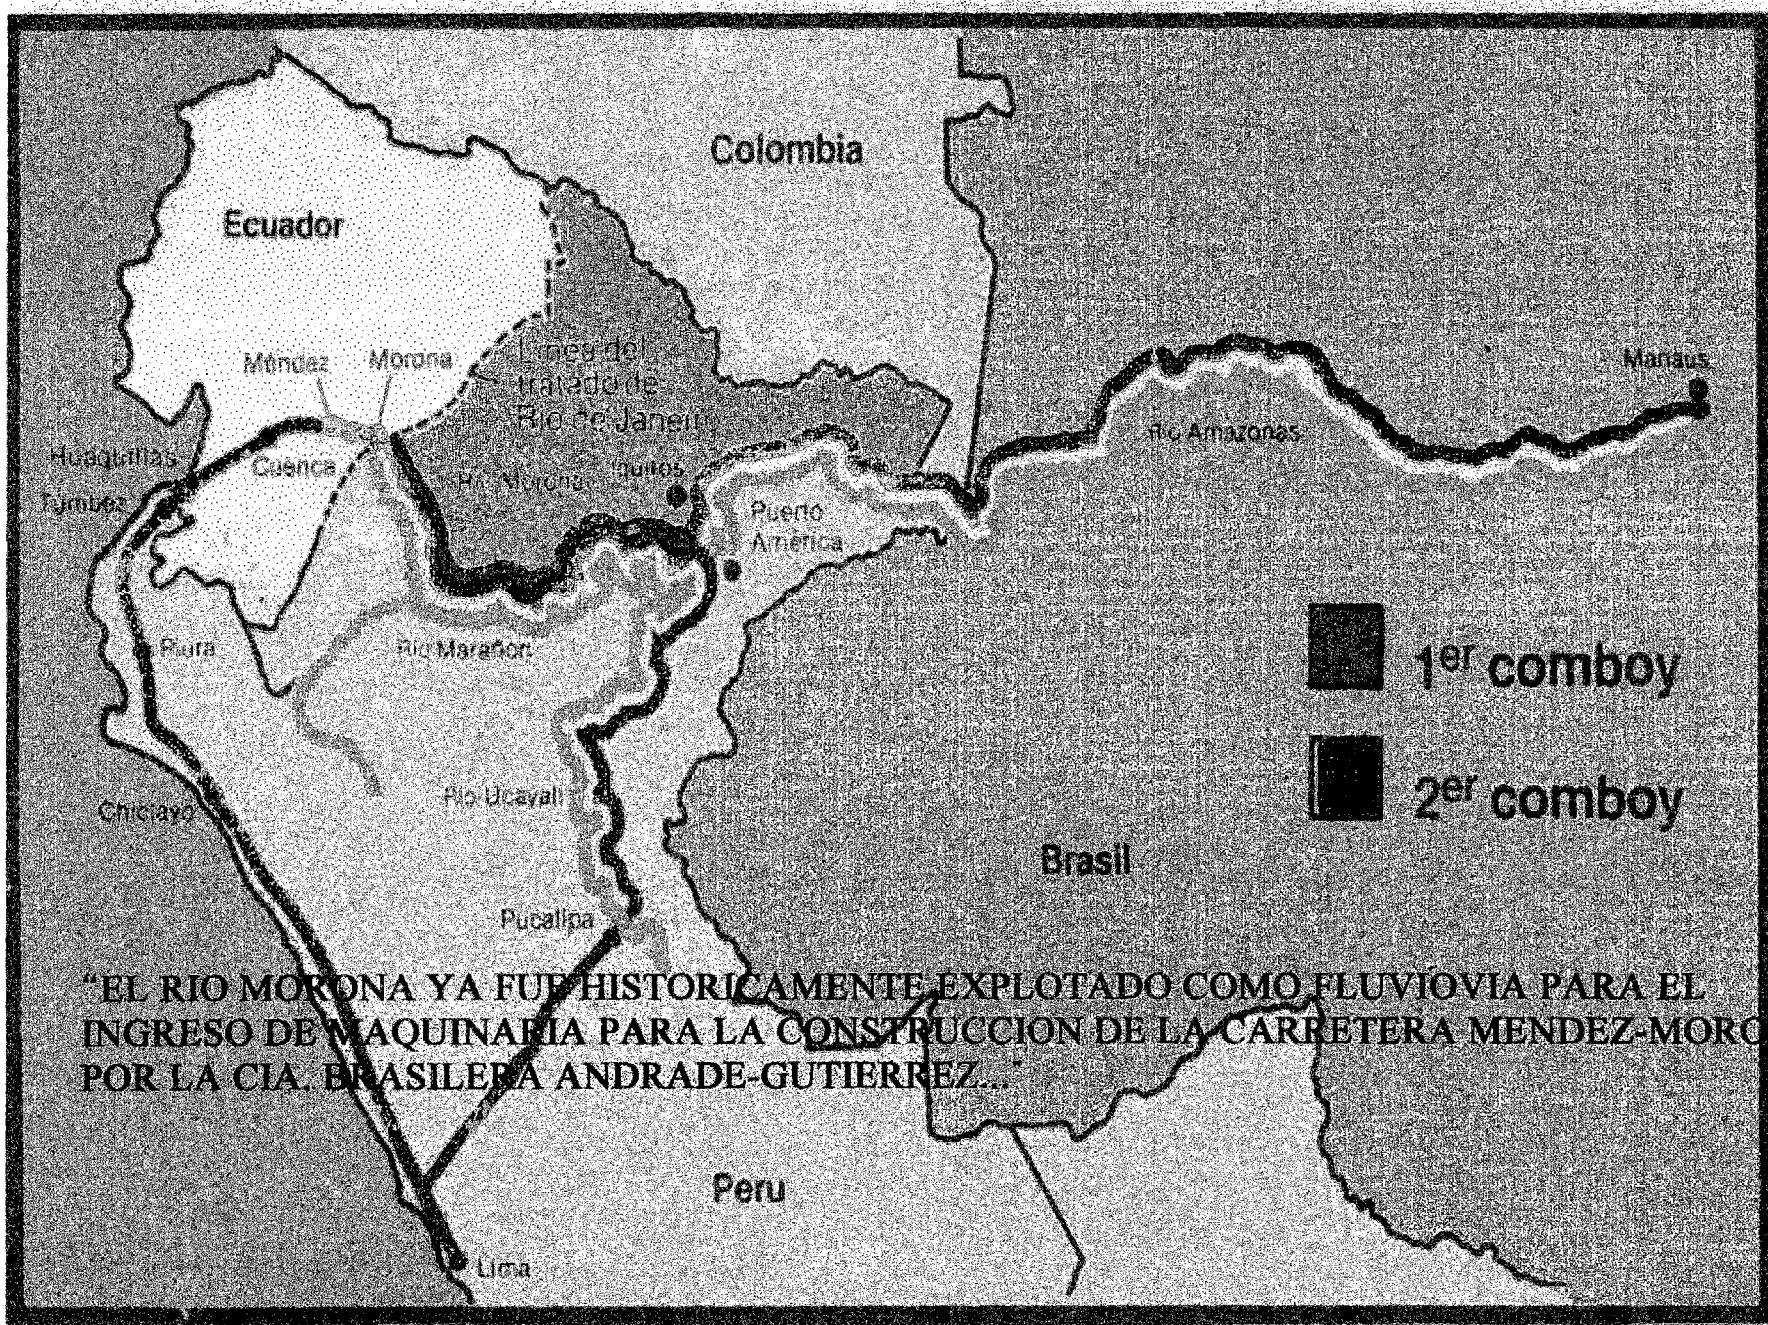 Colombia
Ecuador
Méndez
Morona
Línea del
tratado de
Río de Janeiro
Manaus
Río Amazonas
Huaquillas
Cuenca
Tumbez
Río Morona
Iquitos
Puerto
América
Piura
Río Marañon
1er comboy
2er comboy
Río Ucayali
Chiclayo
Brasil
Pucallpa
"EL RIO MORONA YA FUE HISTORICAMENTE EXPLOTADO COMO FLUVIOVIA PARA EL
INGRESO DE MAQUINARIA PARA LA CONSTRUCCION DE LA CARRETERA MENDEZ-MORO
POR LA CIA. BRASILERA ANDRADE-GUTIERREZ..."
Peru
Lima